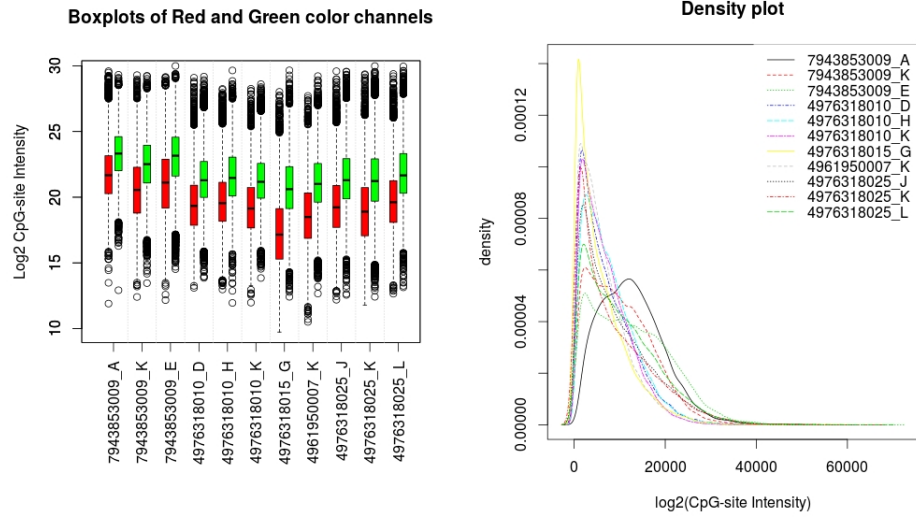 Boxplots of Red and Green color channels
Log2 CpG-site Intensity
30
25
20
15
10
7943853009_A
7943853009_K
7943853009_E
4976318010_D
4976318010_H
4976318010_K
4976318015_G
4961950007_K
4976318025_J
4976318025_K
4976318025_L
Density plot
density
0.00012
0.00008
0.00004
0.00000
7943853009_A
7943853009_K
7943853009_E
4976318010_D
4976318010_H
4976318010_K
4976318015_G
4961950007_K
4976318025_J
4976318025_K
4976318025_L
0 20000 40000 60000
log2(CpG-site Intensity)